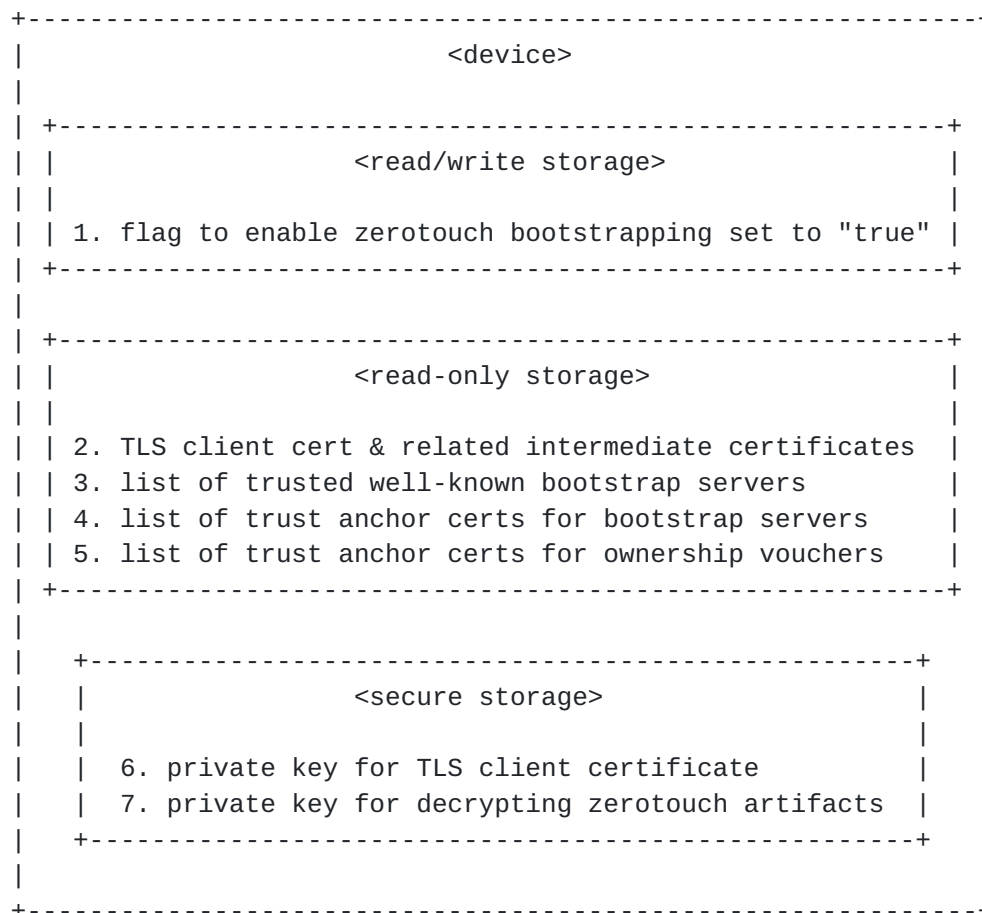 <device>
<read/write storage>
1. flag to enable zerotouch bootstrapping set to "true"
<read-only storage>
2. TLS client cert & related intermediate certificates
3. list of trusted well-known bootstrap servers
4. list of trust anchor certs for bootstrap servers
5. list of trust anchor certs for ownership vouchers
<secure storage>
6. private key for TLS client certificate
7. private key for decrypting zerotouch artifacts